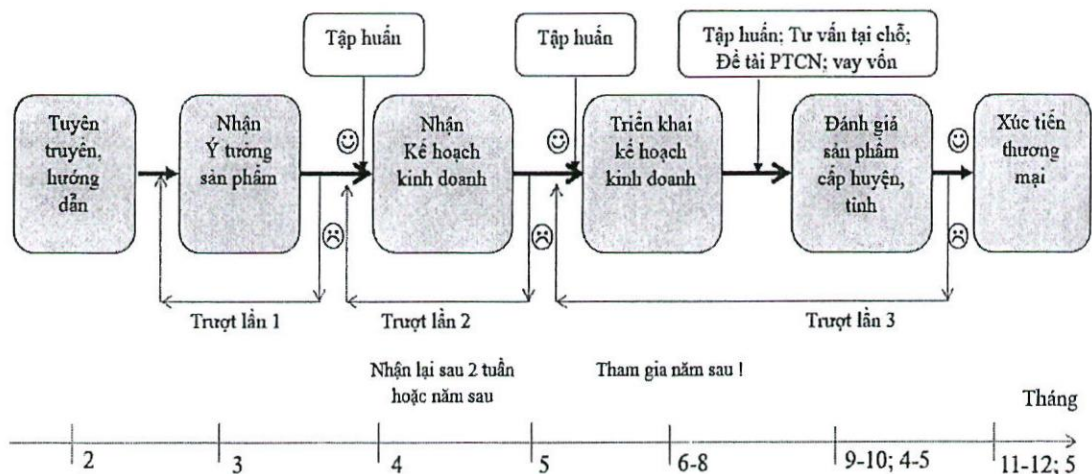 Tập huấn
Tập huấn
Tập huấn; Tư vấn tại chỗ;
Đề tài PTCN; vay vốn
Tuyên
truyền,
hướng
dẫn
Nhận
Ý tưởng
sản phẩm
Nhận
Kế hoạch
kinh doanh
Triển khai
kế hoạch
kinh doanh
Đánh giá
sản phẩm
cấp huyện,
tỉnh
Xúc tiến
thương
mại
Trượt lần 1
Trượt lần 2
Trượt lần 3
Nhận lại sau 2 tuần
hoặc năm sau
Tham gia năm sau !
Tháng
2
3
4
5
6-8
9-10; 4-5
11-12; 5